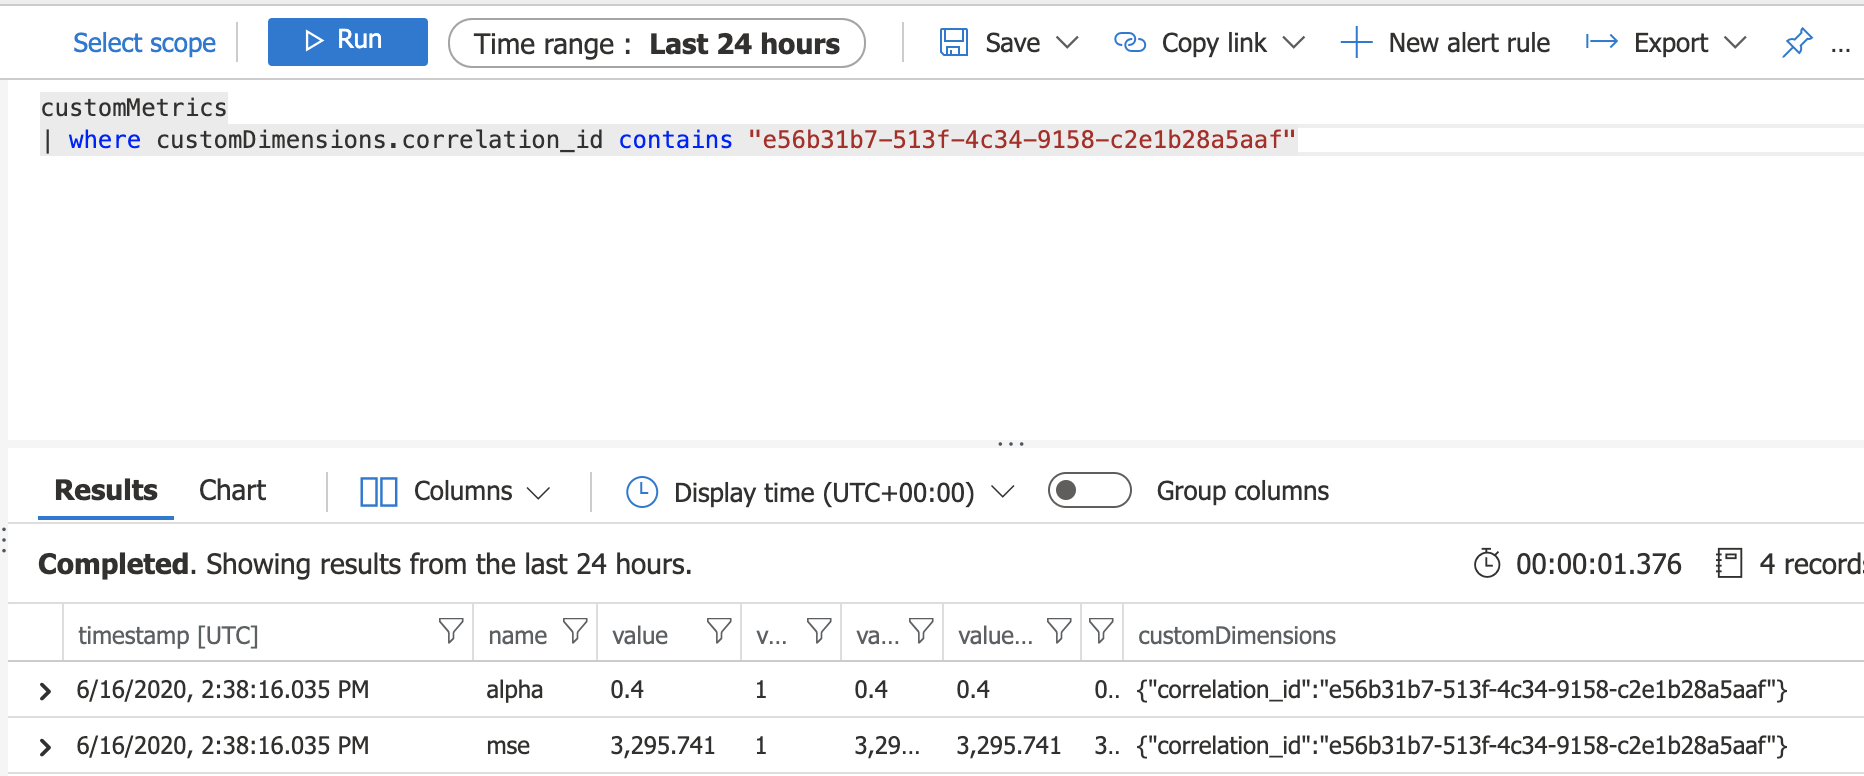 Select scope Run Time range : Last 24 hours Save Copy link New alert rule Export ...
customMetrics
| where customDimensions.correlation_id contains "e56b31b7-513f-4c34-9158-c2e1b28a5aaf"
Results Chart Columns Display time (UTC+00:00) Group columns
Completed. Showing results from the last 24 hours. 00:00:01.376 4 records
timestamp [UTC] name value v... va... value... customDimensions
6/16/2020, 2:38:16.035 PM alpha 0.4 1 0.4 0.4 0.. {"correlation_id":"e56b31b7-513f-4c34-9158-c2e1b28a5aaf"}
6/16/2020, 2:38:16.035 PM mse 3,295.741 1 3,29... 3,295.741 3.. {"correlation_id":"e56b31b7-513f-4c34-9158-c2e1b28a5aaf"}